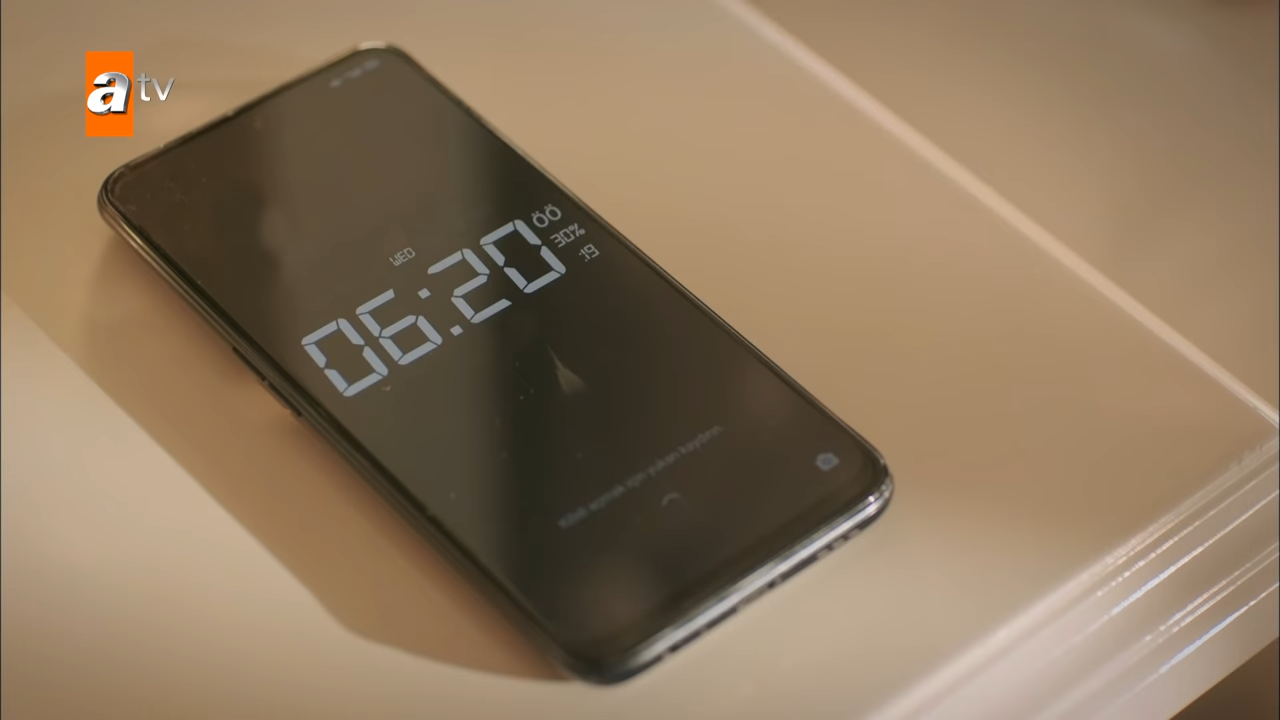 atv
WED
06:20
ÖÖ
30%
:19
Kilidi açmak için yukarı kaydırın